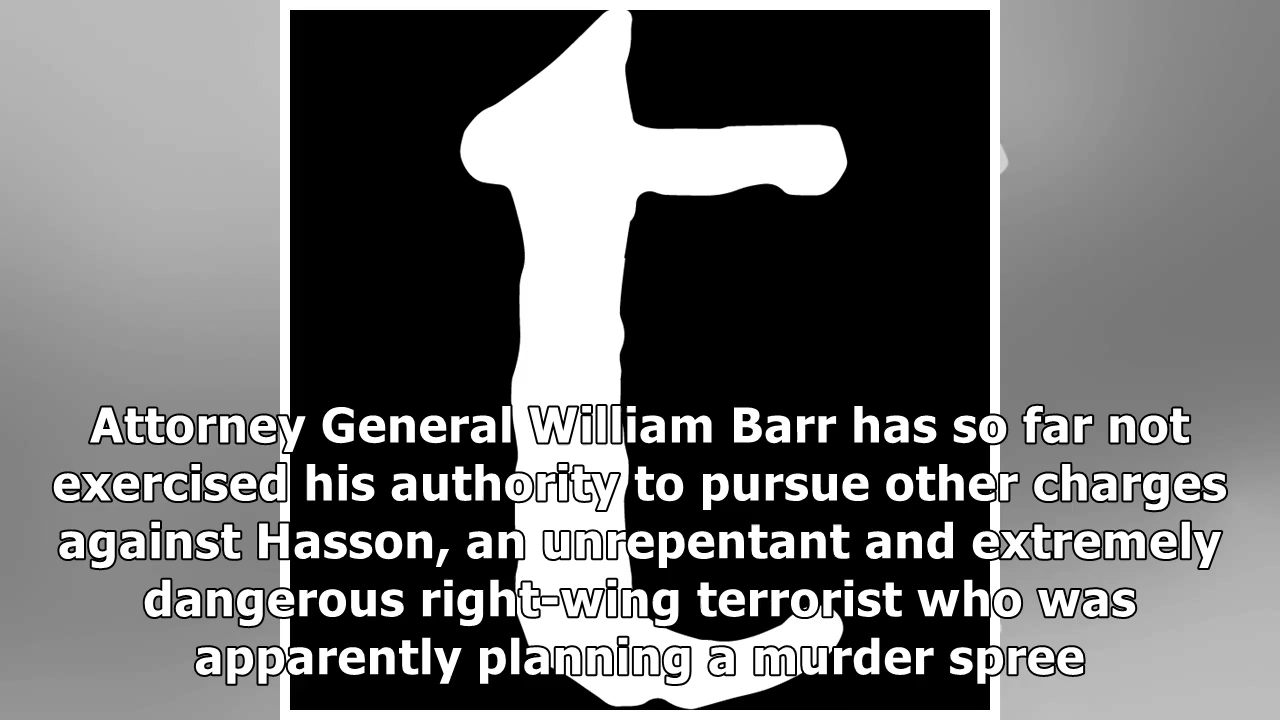 t
Attorney General William Barr has so far not
exercised his authority to pursue other charges
against Hasson, an unrepentant and extremely
dangerous right-wing terrorist who was
apparently planning a murder spree